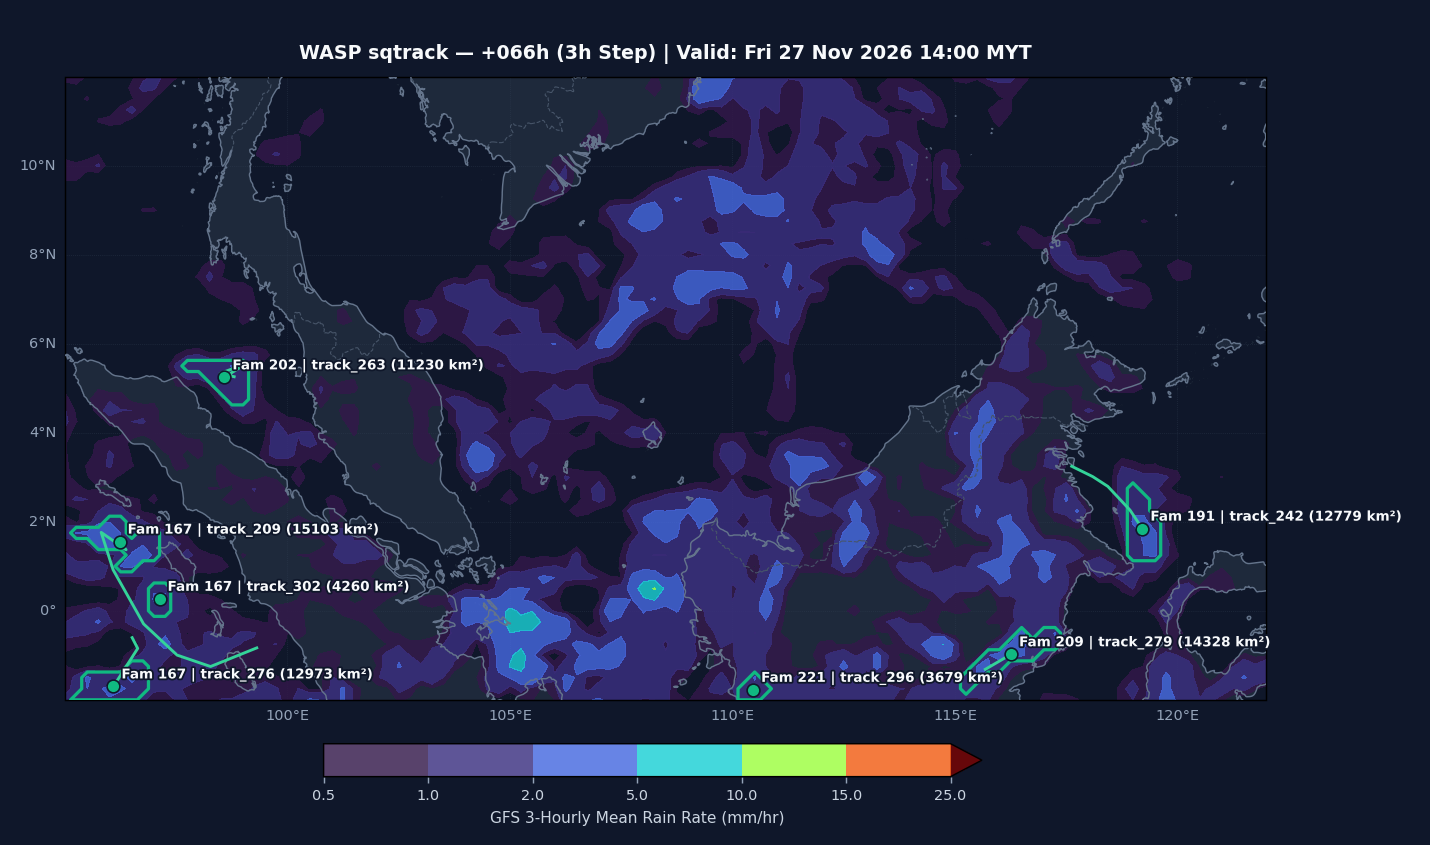 WASP sqtrack — +066h (3h Step) | Valid: Fri 27 Nov 2026 14:00 MYT
10°N
8°N
6°N
4°N
2°N
0°
Fam 202 | track_263 (11230 km²)
Fam 191 | track_242 (12779 km²)
Fam 167 | track_209 (15103 km²)
Fam 167 | track_302 (4260 km²)
Fam 209 | track_279 (14328 km²)
Fam 167 | track_276 (12973 km²)
Fam 221 | track_296 (3679 km²)
100°E 105°E 110°E 115°E 120°E
0.5 1.0 2.0 5.0 10.0 15.0 25.0
GFS 3-Hourly Mean Rain Rate (mm/hr)